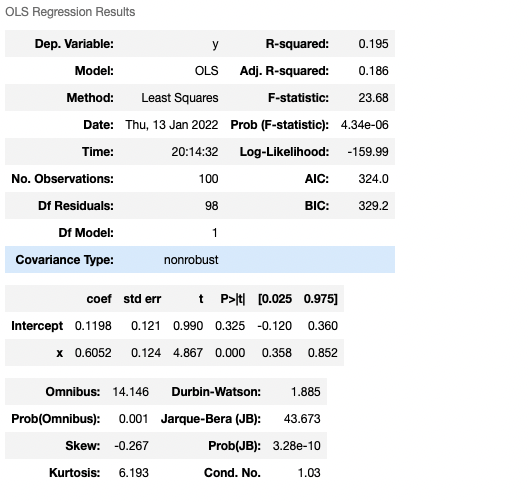 OLS Regression Results
Dep. Variable: y R-squared: 0.195
Model: OLS Adj. R-squared: 0.186
Method: Least Squares F-statistic: 23.68
Date: Thu, 13 Jan 2022 Prob (F-statistic): 4.34e-06
Time: 20:14:32 Log-Likelihood: -159.99
No. Observations: 100 AIC: 324.0
Df Residuals: 98 BIC: 329.2
Df Model: 1
Covariance Type: nonrobust
coef std err t P>|t| [0.025 0.975]
Intercept 0.1198 0.121 0.990 0.325 -0.120 0.360
x 0.6052 0.124 4.867 0.000 0.358 0.852
Omnibus: 14.146 Durbin-Watson: 1.885
Prob(Omnibus): 0.001 Jarque-Bera (JB): 43.673
Skew: -0.267 Prob(JB): 3.28e-10
Kurtosis: 6.193 Cond. No. 1.03